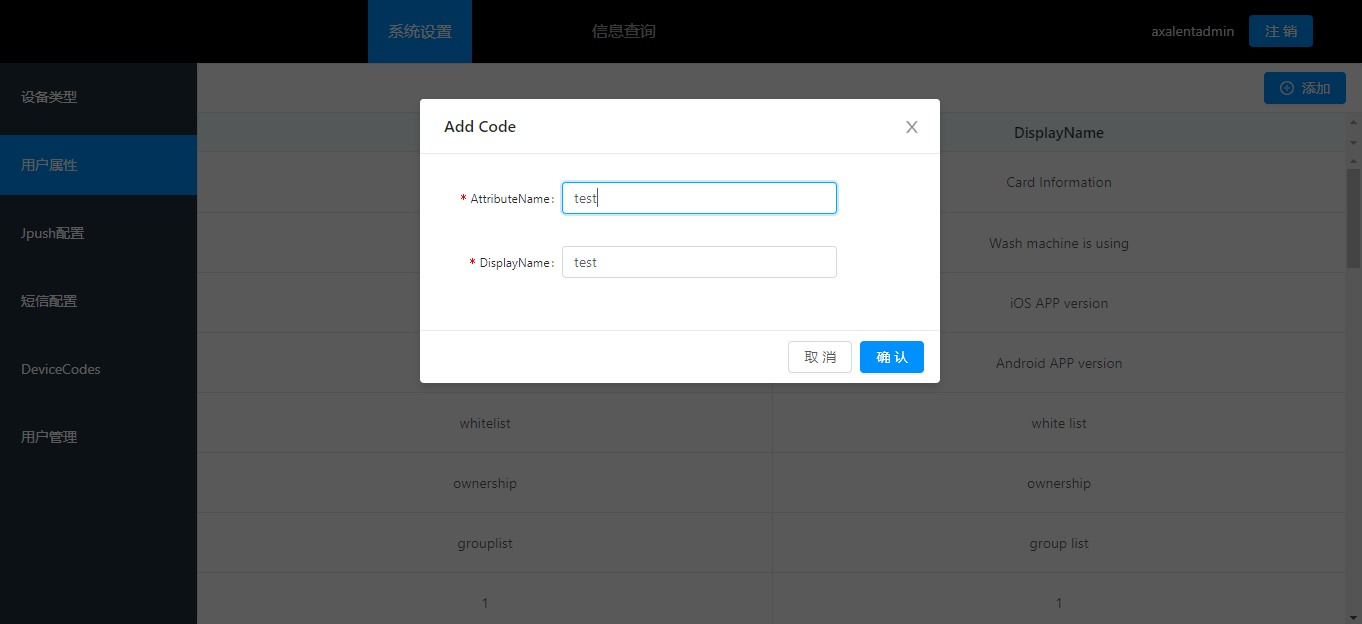 系统设置 信息查询 axalentadmin 注 销
设备类型
用户属性
Jpush配置
短信配置
DeviceCodes
用户管理
添加
Add Code
* AttributeName: test
* DisplayName: test
取 消 确 认
DisplayName
Card Information
Wash machine is using
iOS APP version
Android APP version
whitelist white list
ownership ownership
grouplist group list
1 1